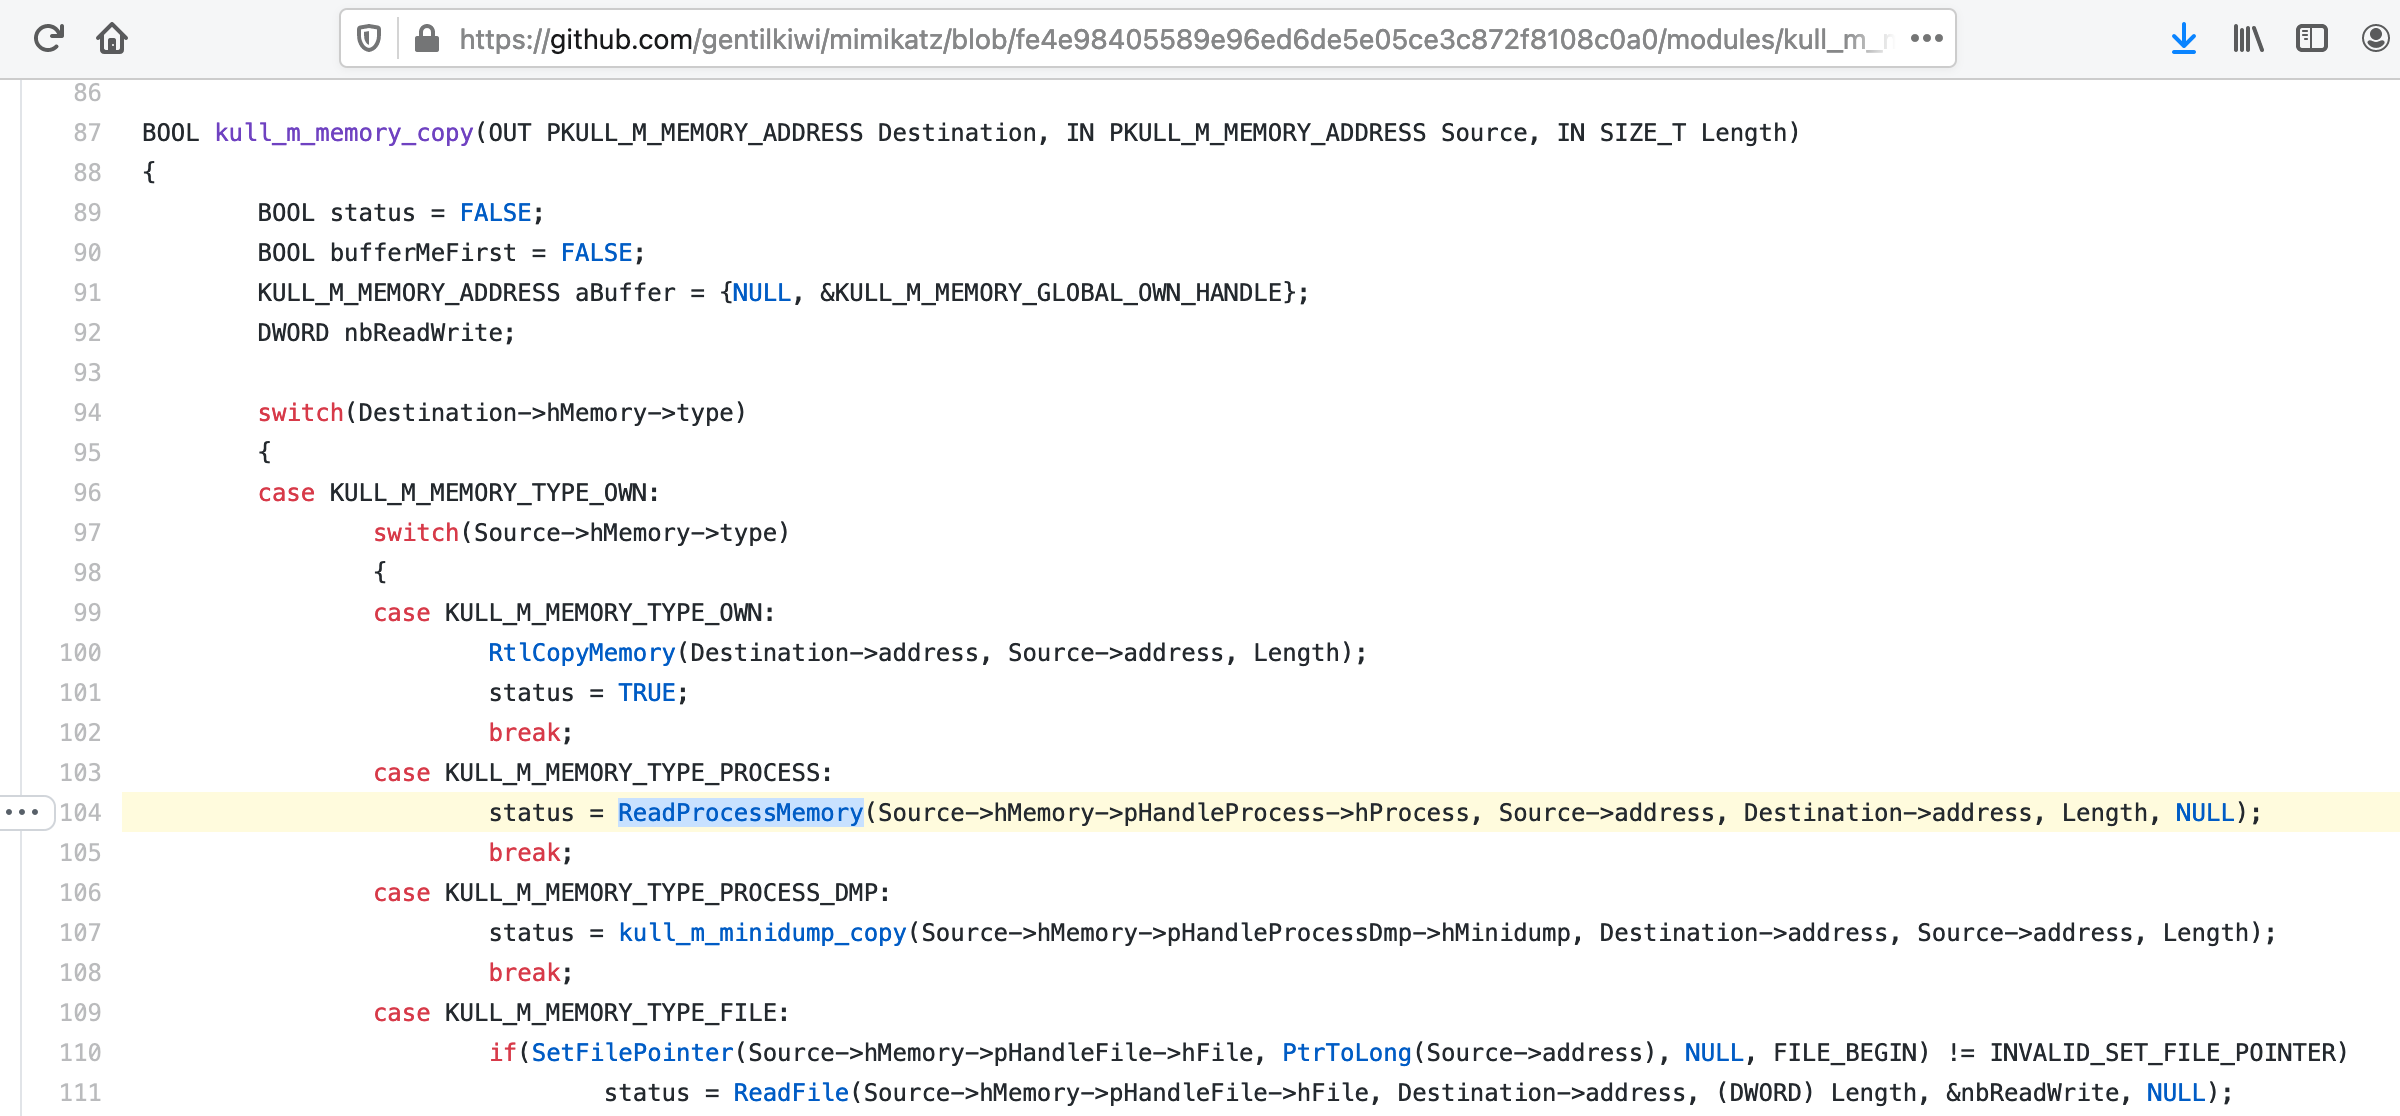 https://github.com/gentilkiwi/mimikatz/blob/fe4e98405589e96ed6de5e05ce3c872f8108c0a0/modules/kull_m_ •••
86
87 BOOL kull_m_memory_copy(OUT PKULL_M_MEMORY_ADDRESS Destination, IN PKULL_M_MEMORY_ADDRESS Source, IN SIZE_T Length)
88 {
89 BOOL status = FALSE;
90 BOOL bufferMeFirst = FALSE;
91 KULL_M_MEMORY_ADDRESS aBuffer = {NULL, &KULL_M_MEMORY_GLOBAL_OWN_HANDLE};
92 DWORD nbReadWrite;
93
94 switch(Destination->hMemory->type)
95 {
96 case KULL_M_MEMORY_TYPE_OWN:
97 switch(Source->hMemory->type)
98 {
99 case KULL_M_MEMORY_TYPE_OWN:
100 RtlCopyMemory(Destination->address, Source->address, Length);
101 status = TRUE;
102 break;
103 case KULL_M_MEMORY_TYPE_PROCESS:
••• 104 status = ReadProcessMemory(Source->hMemory->pHandleProcess->hProcess, Source->address, Destination->address, Length, NULL);
105 break;
106 case KULL_M_MEMORY_TYPE_PROCESS_DMP:
107 status = kull_m_minidump_copy(Source->hMemory->pHandleProcessDmp->hMinidump, Destination->address, Source->address, Length);
108 break;
109 case KULL_M_MEMORY_TYPE_FILE:
110 if(SetFilePointer(Source->hMemory->pHandleFile->hFile, PtrToLong(Source->address), NULL, FILE_BEGIN) != INVALID_SET_FILE_POINTER)
111 status = ReadFile(Source->hMemory->pHandleFile->hFile, Destination->address, (DWORD) Length, &nbReadWrite, NULL);